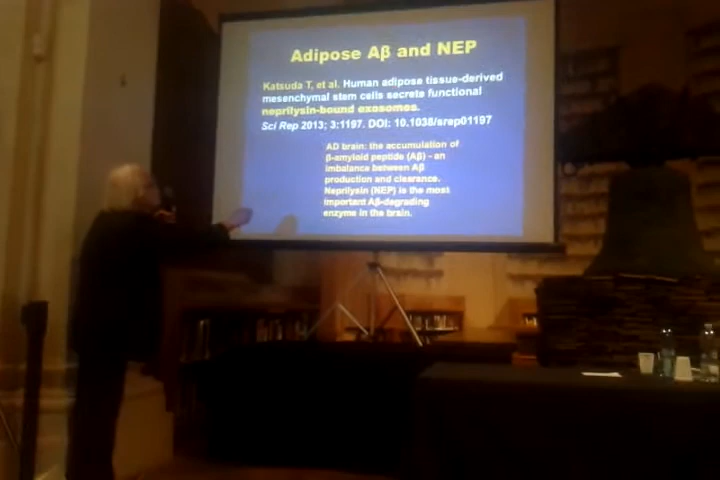 Adipose Aβ and NEP
Katsuda T, et al. Human adipose tissue-derived
mesenchymal stem cells secrete functional
neprilysin-bound exosomes.
Sci Rep 2013; 3:1197. DOI: 10.1038/srep01197
AD brain: the accumulation of
β-amyloid peptide (Aβ) - an
imbalance between Aβ
production and clearance.
Neprilysin (NEP) is the most
important Aβ-degrading
enzyme in the brain.